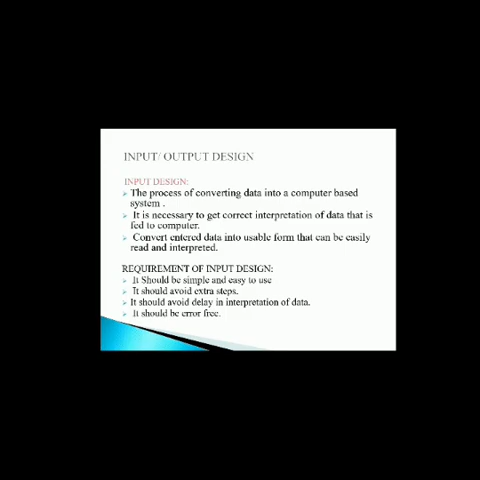 INPUT/ OUTPUT DESIGN
INPUT DESIGN:
The process of converting data into a computer based
system .
It is necessary to get correct interpretation of data that is
fed to computer.
Convert entered data into usable form that can be easily
read and interpreted.
REQUIREMENT OF INPUT DESIGN:
It Should be simple and easy to use
It should avoid extra steps.
It should avoid delay in interpretation of data.
It should be error free.